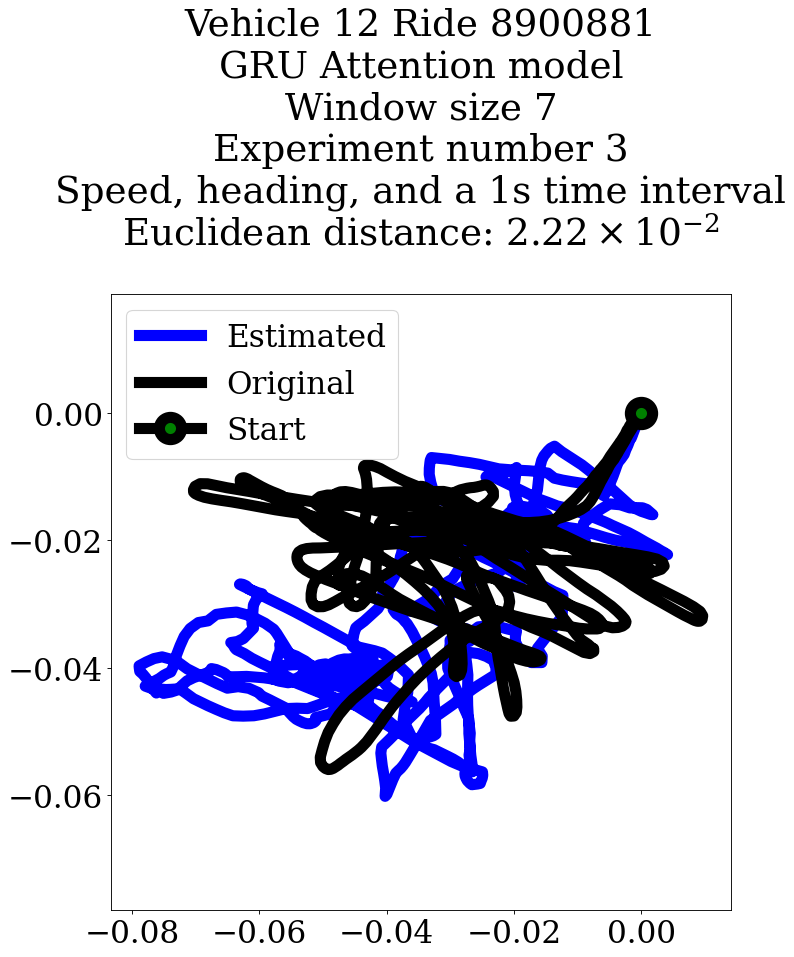 Vehicle 12 Ride 8900881
GRU Attention model
Window size 7
Experiment number 3
Speed, heading, and a 1s time interval
Euclidean distance: 2.22 × 10⁻²
Estimated
Original
Start
0.00
−0.02
−0.04
−0.06
−0.08 −0.06 −0.04 −0.02 0.00